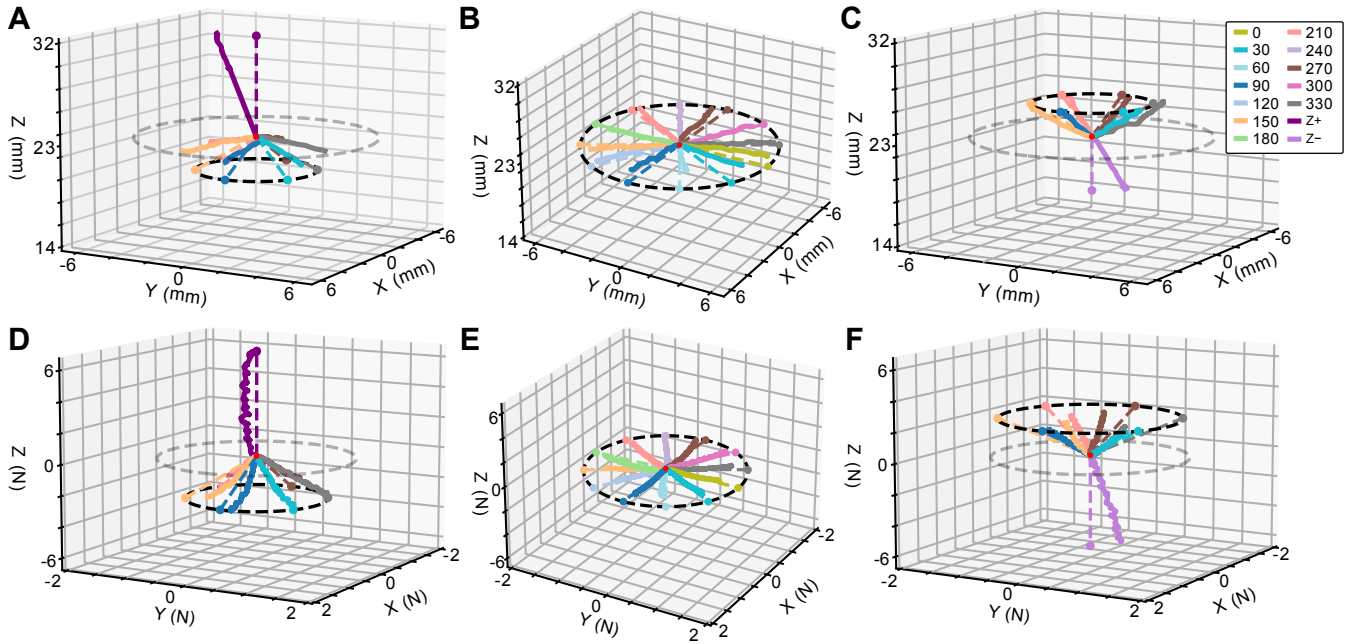 A
32
23
14
Z (mm)
-6
0
6
Y (mm)
6
0
-6
X (mm)
B
32
23
14
Z (mm)
-6
0
6
Y (mm)
6
0
-6
X (mm)
C
32
23
14
Z (mm)
-6
0
6
Y (mm)
6
0
-6
X (mm)
0
30
60
90
120
150
180
210
240
270
300
330
Z+
Z−
D
6
0
-6
Z (N)
-2
0
2
Y (N)
2
0
-2
X (N)
E
6
0
-6
Z (N)
-2
0
2
Y (N)
2
0
-2
X (N)
F
6
0
-6
Z (N)
-2
0
2
Y (N)
2
0
-2
X (N)